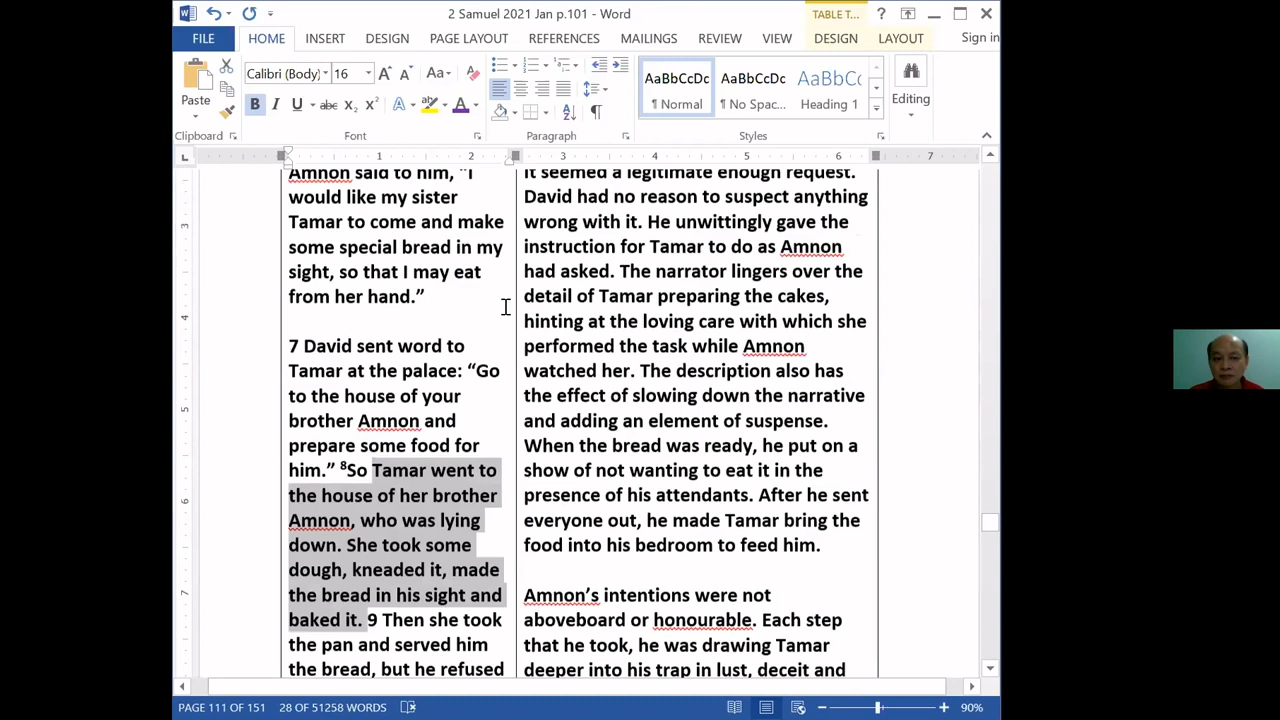 2 Samuel 2021 Jan p.101 - Word
TABLE T...
?
FILE
HOME
INSERT
DESIGN
PAGE LAYOUT
REFERENCES
MAILINGS
REVIEW
VIEW
DESIGN
LAYOUT
Sign in
Calibri (Body)
16
Paste
Clipboard
Font
Paragraph
AaBbCcDc
¶ Normal
AaBbCcDc
¶ No Spac...
AaBbCc
Heading 1
Styles
Editing
1 2 3 4 5 6 7
3
4
5
6
7
Amnon said to him, “I
would like my sister
Tamar to come and make
some special bread in my
sight, so that I may eat
from her hand.”
7 David sent word to
Tamar at the palace: “Go
to the house of your
brother Amnon and
prepare some food for
him.” 8So Tamar went to
the house of her brother
Amnon, who was lying
down. She took some
dough, kneaded it, made
the bread in his sight and
baked it. 9 Then she took
the pan and served him
the bread, but he refused
It seemed a legitimate enough request.
David had no reason to suspect anything
wrong with it. He unwittingly gave the
instruction for Tamar to do as Amnon
had asked. The narrator lingers over the
detail of Tamar preparing the cakes,
hinting at the loving care with which she
performed the task while Amnon
watched her. The description also has
the effect of slowing down the narrative
and adding an element of suspense.
When the bread was ready, he put on a
show of not wanting to eat it in the
presence of his attendants. After he sent
everyone out, he made Tamar bring the
food into his bedroom to feed him.
Amnon’s intentions were not
aboveboard or honourable. Each step
that he took, he was drawing Tamar
deeper into his trap in lust, deceit and
PAGE 111 OF 151
28 OF 51258 WORDS
90%